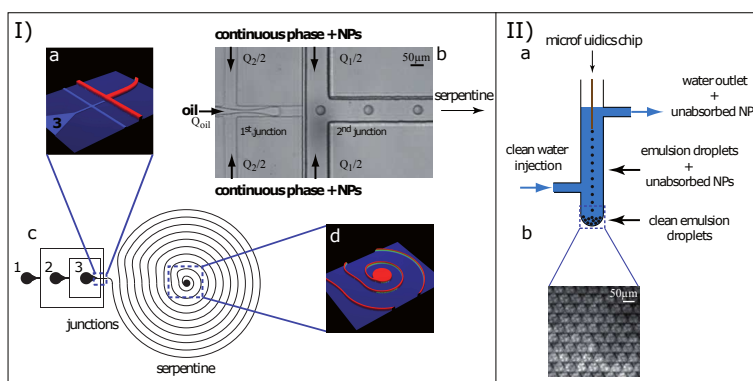 I)
a
3
continuous phase + NPs
Q2/2
Q1/2
50μm
b
oil
Qoil
1st junction
2nd junction
serpentine
Q2/2
Q1/2
continuous phase + NPs
c
1
2
3
junctions
serpentine
d
II)
a
microf uidics chip
water outlet
+
unabsorbed NP
clean water
injection
emulsion droplets
+
unabsorbed NPs
clean emulsion
droplets
b
50μm